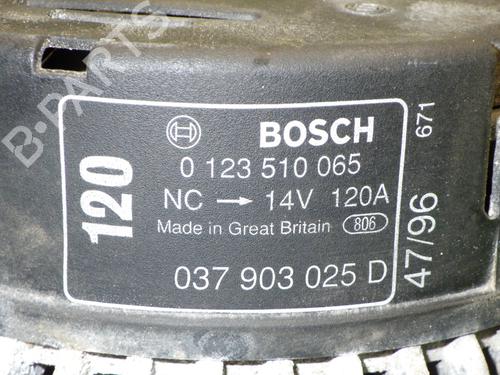 B-PARTS
120
BOSCH
0 123 510 065
NC → 14V 120A
Made in Great Britain 806
037 903 025 D
47/96 671